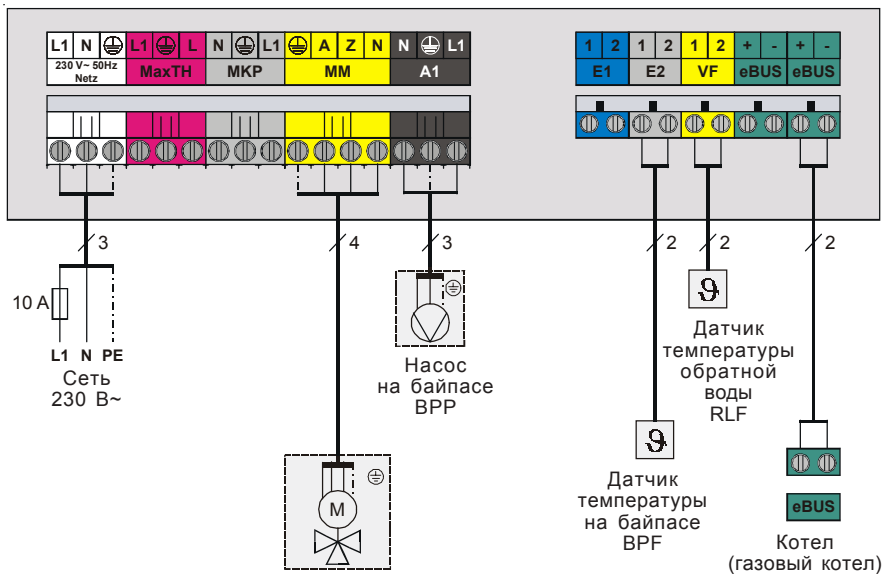 L1 N L1 L N L1 A Z N N L1
230 V~ 50Hz
Netz
MaxTH MKP MM A1
1 2 1 2 1 2 + - + -
E1 E2 VF eBUS eBUS
3 4 3 2 2 2
10 A
L1 N PE
Сеть
230 В~
Насос
на байпасе
BPP
M
ϑ
Датчик
температуры
обратной
воды
RLF
ϑ
Датчик
температуры
на байпасе
BPF
eBUS
Котел
(газовый котел)